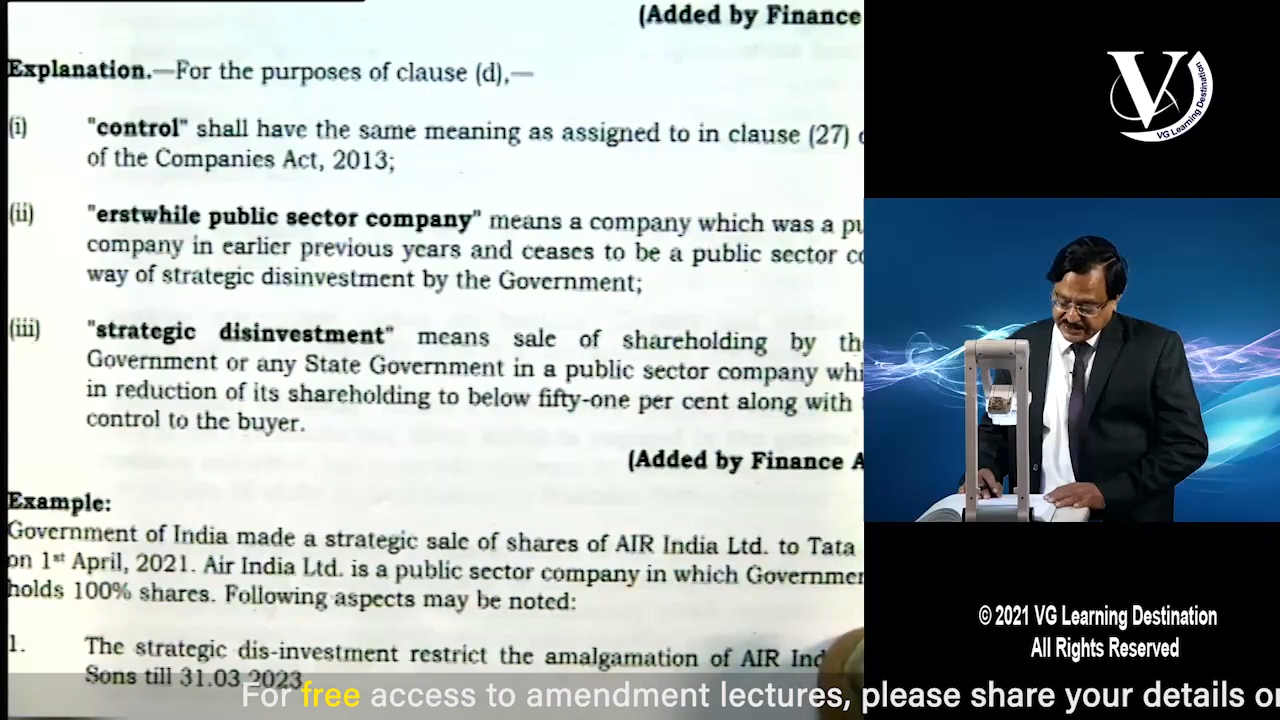 (Added by Finance
Explanation.—For the purposes of clause (d),—
(i) "control" shall have the same meaning as assigned to in clause (27)
of the Companies Act, 2013;
(ii) "erstwhile public sector company" means a company which was a
company in earlier previous years and ceases to be a public sector
way of strategic disinvestment by the Government;
(iii) "strategic disinvestment" means sale of shareholding by
Government or any State Government in a public sector company
in reduction of its shareholding to below fifty-one per cent along with
control to the buyer.
(Added by Finance
Example:
Government of India made a strategic sale of shares of AIR India Ltd. to Tata
on 1st April, 2021. Air India Ltd. is a public sector company in which
holds 100% shares. Following aspects may be noted:
1. The strategic dis-investment restrict the amalgamation of AIR
Sons till 31.03.2023
V
VG Learning Destination
© 2021 VG Learning Destination
All Rights Reserved
For free access to amendment lectures, please share your details